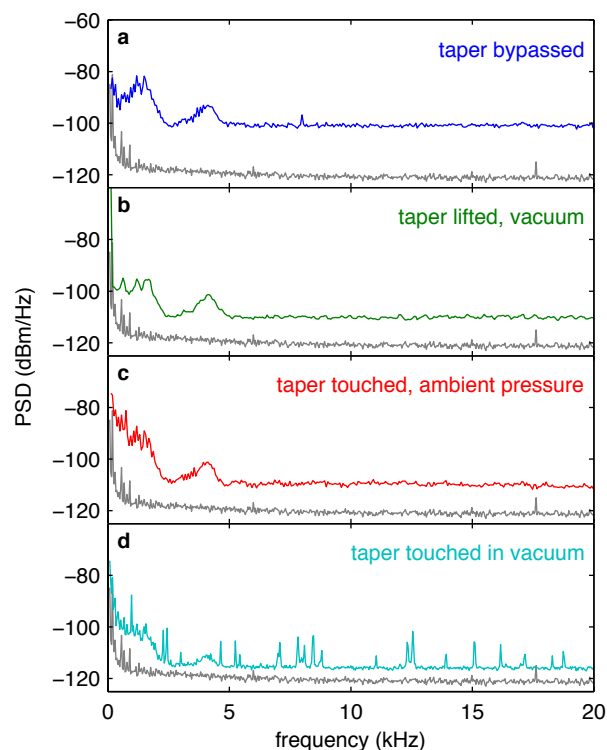 −60
a
taper bypassed
−80
−100
−120
b
taper lifted, vacuum
−80
−100
−120
c
taper touched, ambient pressure
−80
−100
−120
d
taper touched in vacuum
−80
−100
−120
PSD (dBm/Hz)
0 5 10 15 20
frequency (kHz)